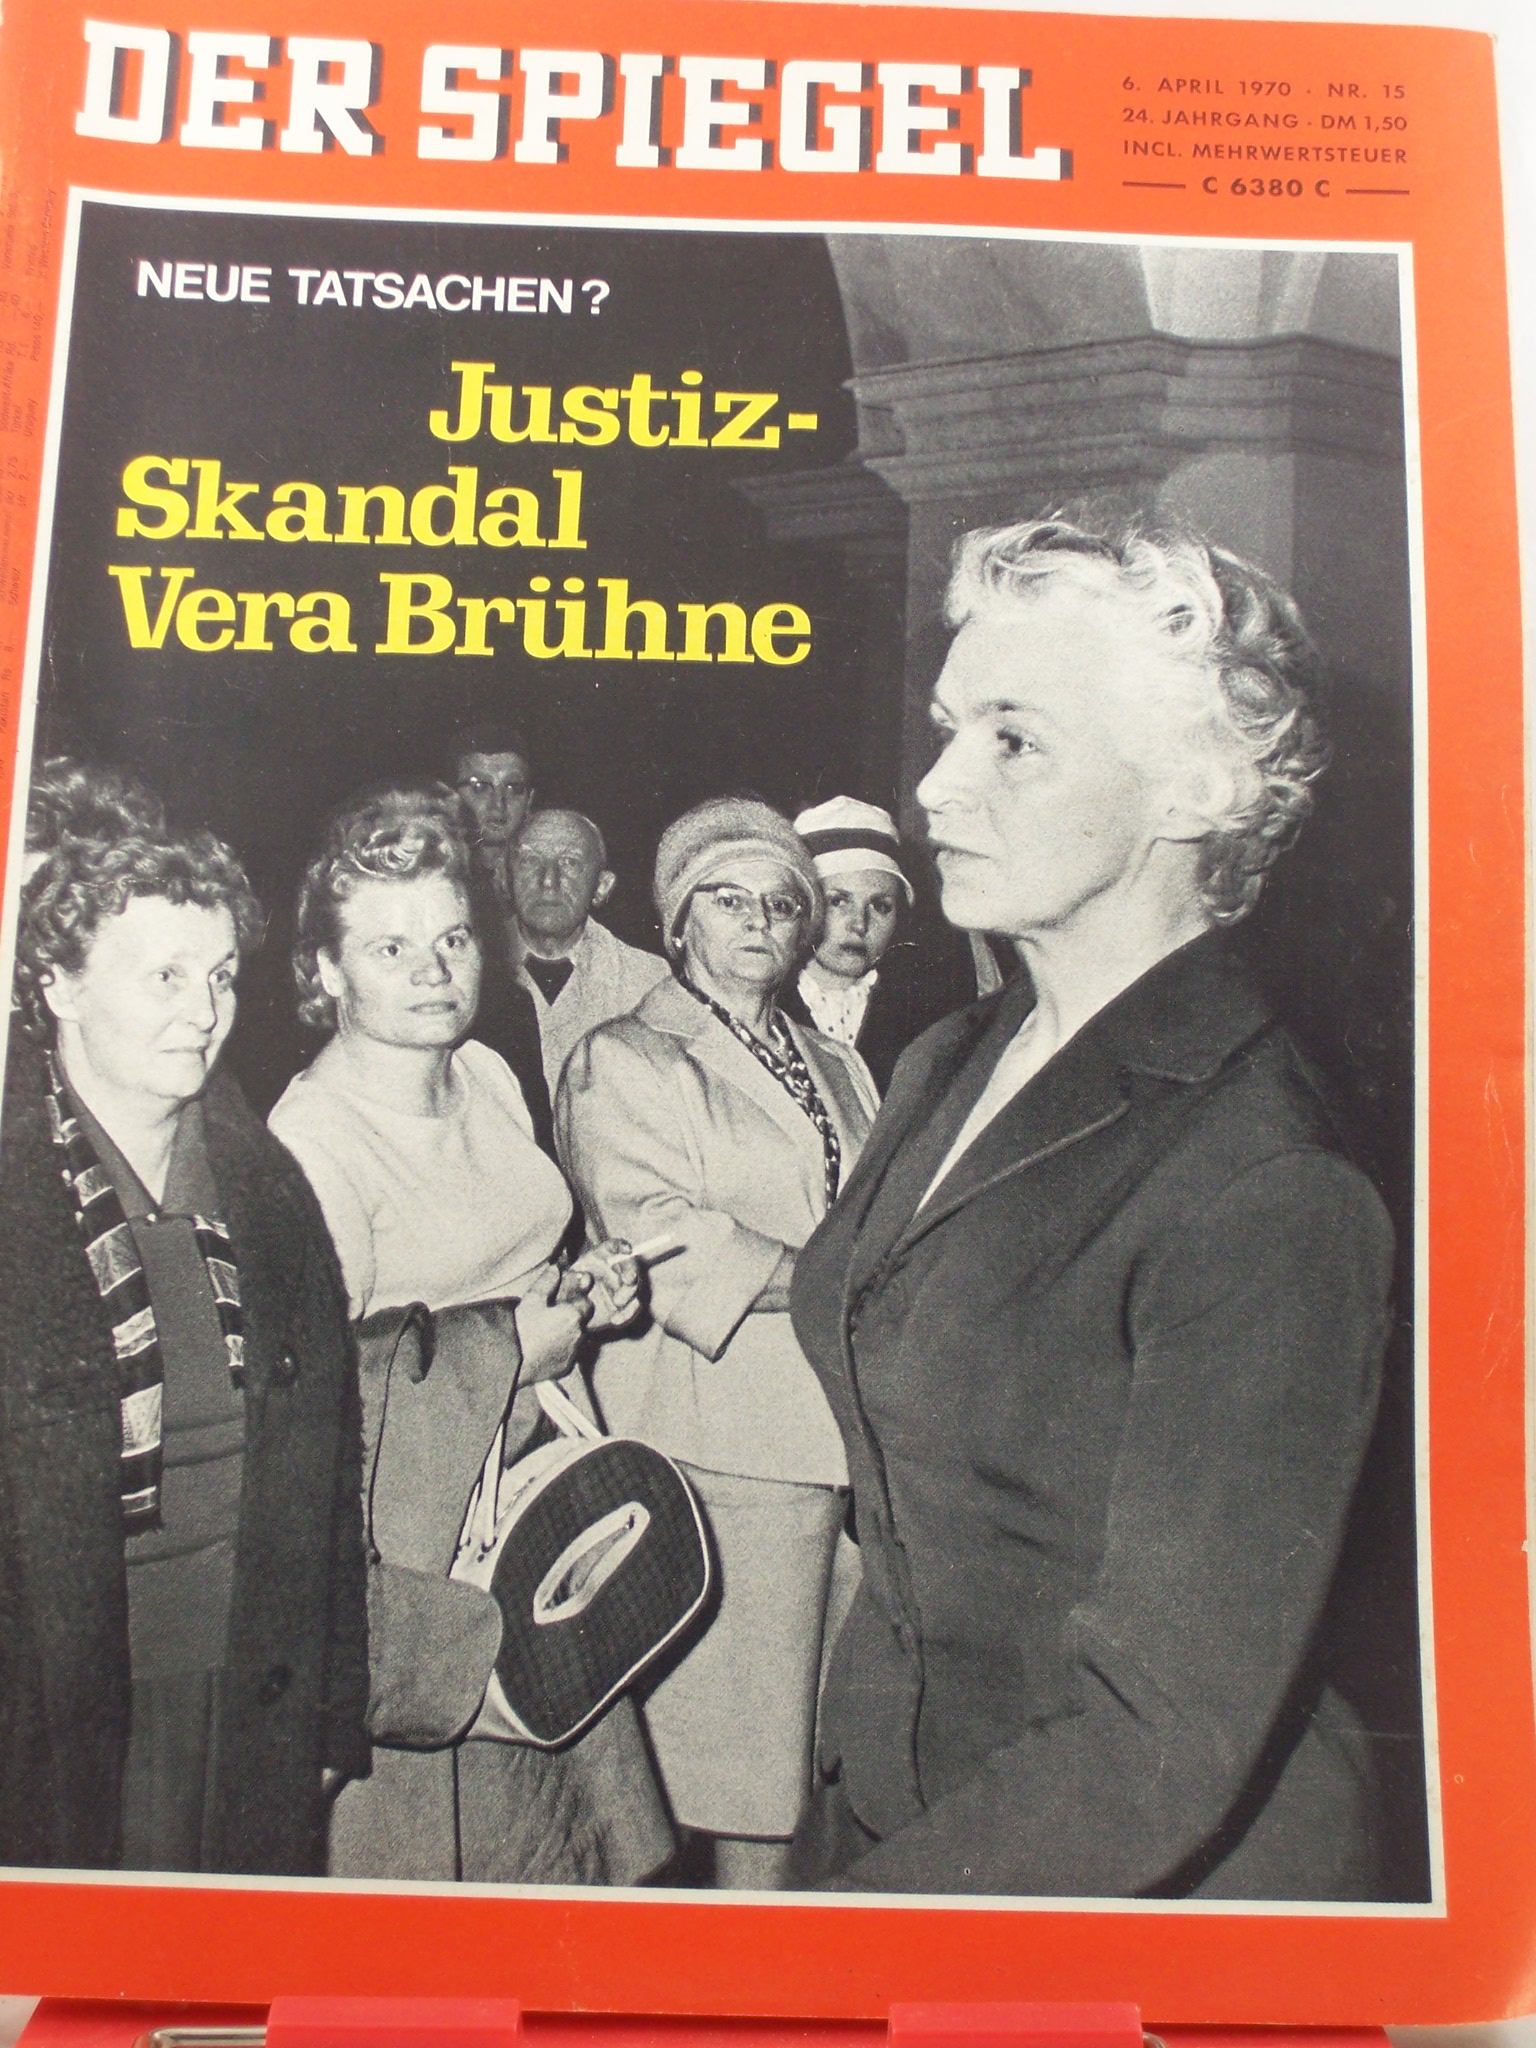 DER SPIEGEL
6. APRIL 1970 · NR. 15
24. JAHRGANG · DM 1,50
INCL. MEHRWERTSTEUER
C 6380 C
NEUE TATSACHEN?
Justiz-
Skandal
Vera Brühne